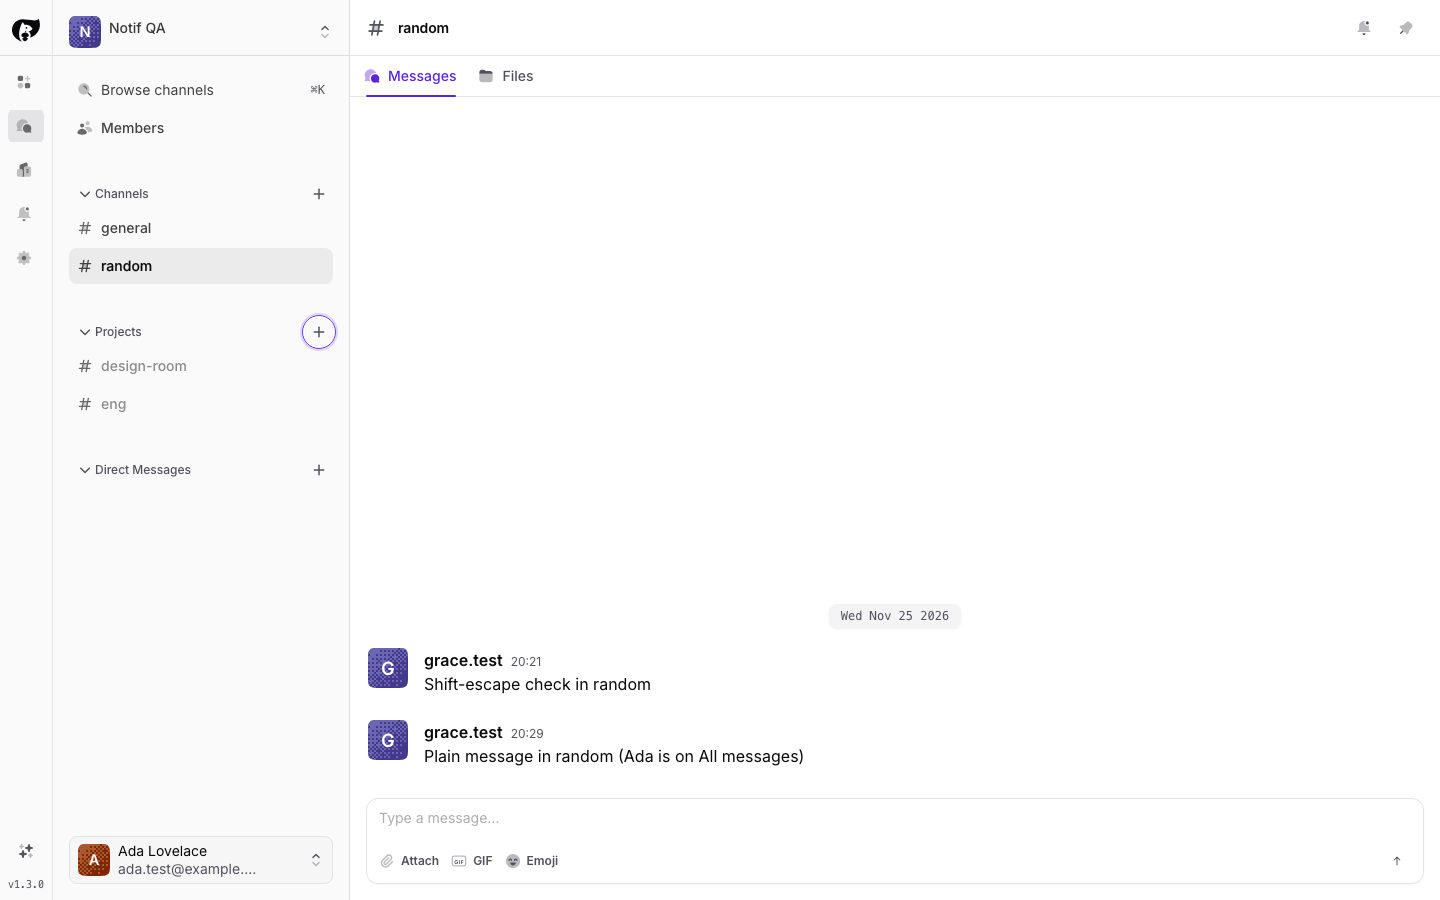 N Notif QA
Browse channels ⌘K
Members
Channels
# general
# random
Projects
# design-room
# eng
Direct Messages
A Ada Lovelace
ada.test@example....
v1.3.0
# random
Messages Files
Wed Nov 25 2026
G grace.test 20:21
Shift-escape check in random
G grace.test 20:29
Plain message in random (Ada is on All messages)
Type a message...
Attach GIF GIF Emoji